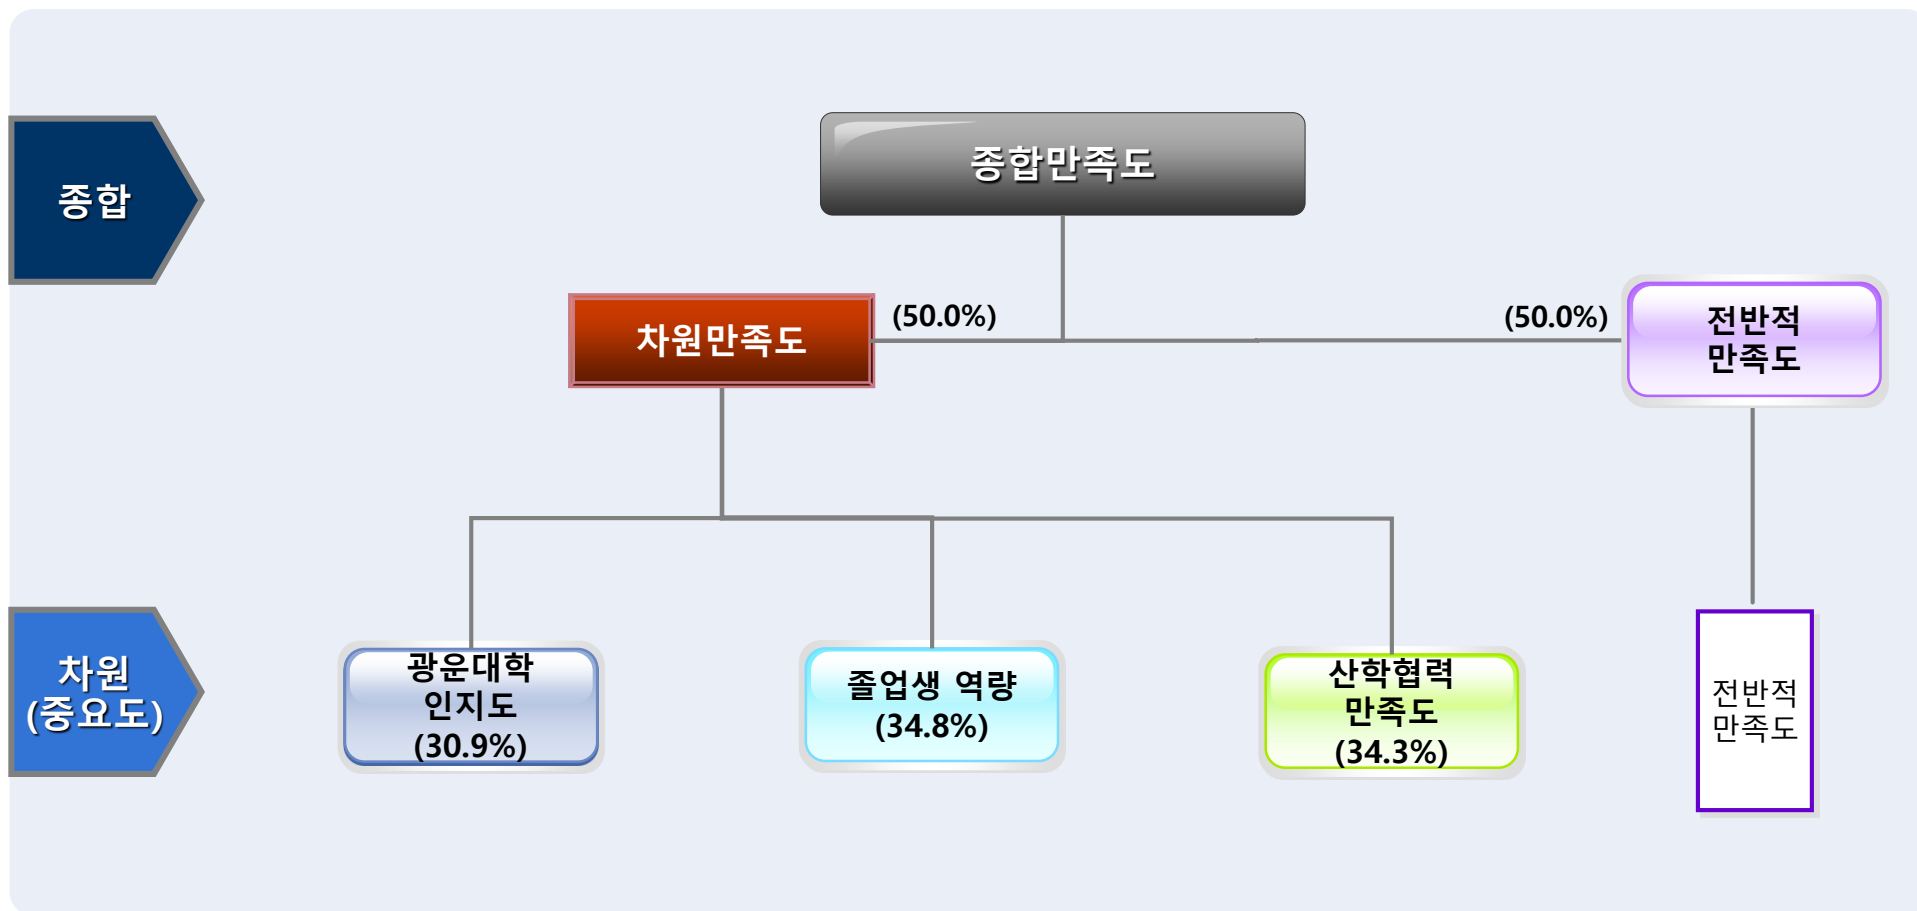 종합
종합만족도
차원만족도
(50.0%)
(50.0%)
전반적
만족도
차원
(중요도)
광운대학
인지도
(30.9%)
졸업생 역량
(34.8%)
산학협력
만족도
(34.3%)
전반적
만족도